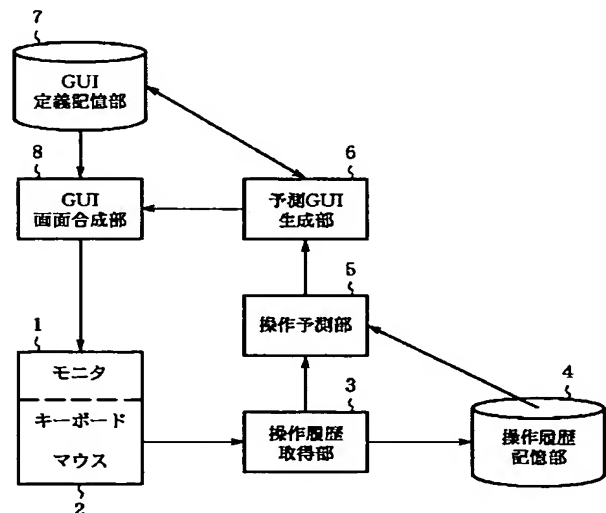 7
GUI
定義記憶部
8
6
GUI
画面合成部
予測GUI
生成部
5
操作予測部
1
モニタ
3
4
キーボード
マウス
操作履歴
取得部
操作履歴
記憶部
2